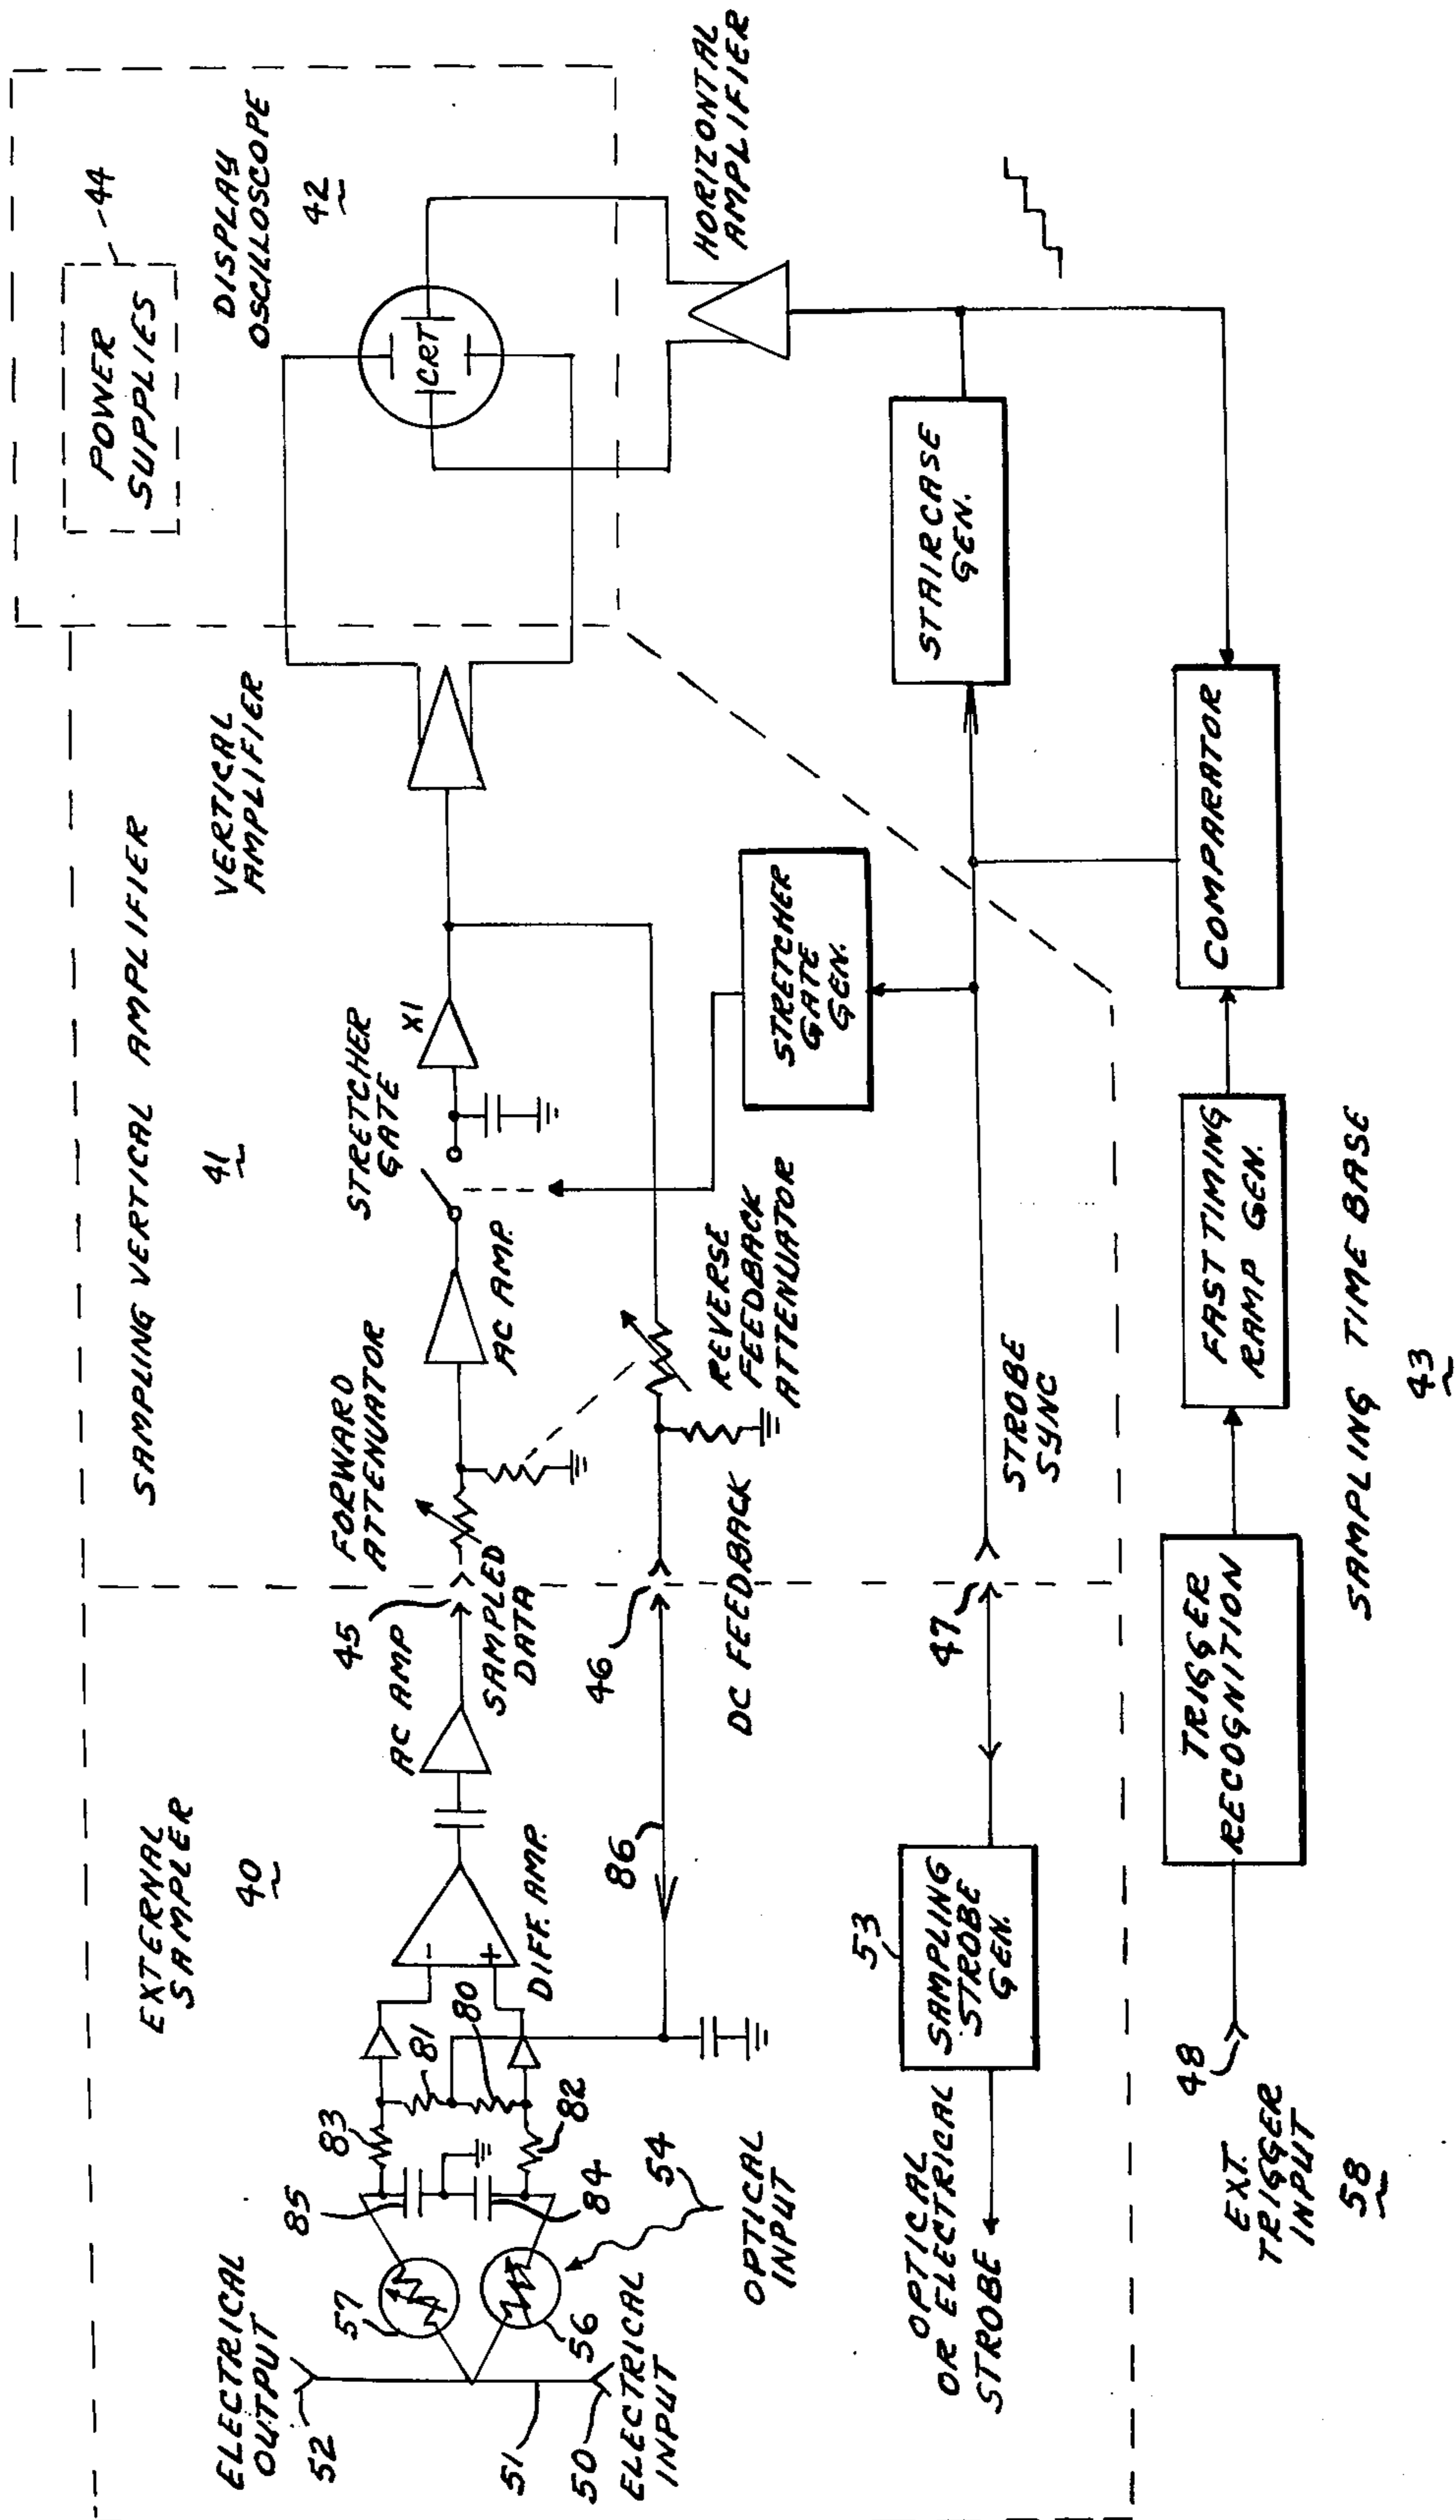 POWER
SUPPLIES
44
DISPLAY
OSCILLOSCOPE
42
CRT
HORIZONTAL
AMPLIFIER
SAMPLING VERTICAL AMPLIFIER
41
VERTICAL
AMPLIFIER
STRETCHER
GATE
X1
AC AMP.
FORWARD
ATTENUATOR
REVERSE
FEEDBACK
ATTENUATOR
STRETCHER
GATE
GEN.
STAIRCASE
GEN.
COMPARATOR
FAST TIMING
RAMP GEN.
STROBE
SYNC
SAMPLING TIME BASE
43
TRIGGER
RECOGNITION
EXTERNAL
SAMPLER
40
AC AMP
45
SAMPLED
DATA
46
DC FEEDBACK
47
86
DIFF. AMP.
-
+
81
80
83
82
85
84
54
OPTICAL
INPUT
57
56
ELECTRICAL
OUTPUT
52
51
50
ELECTRICAL
INPUT
53
SAMPLING
STROBE
GEN.
OPTICAL
OR ELECTRICAL
STROBE
48
EXT.
TRIGGER
INPUT
58